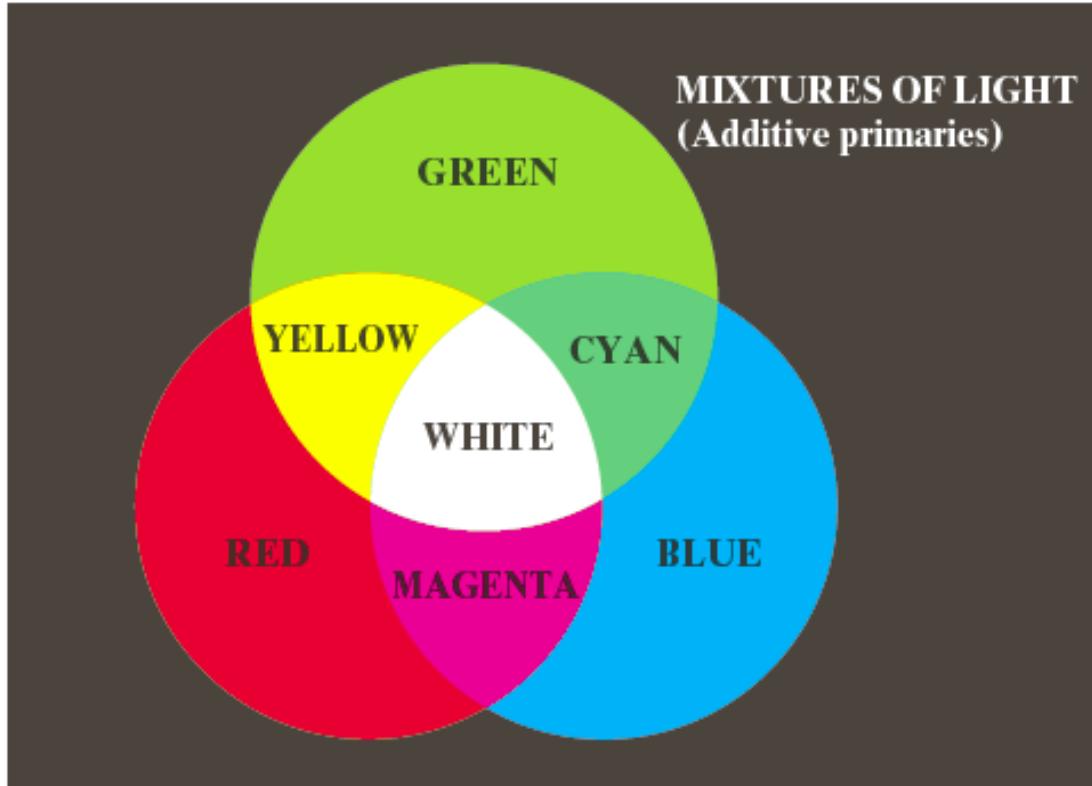 MIXTURES OF LIGHT
(Additive primaries)
GREEN
YELLOW
CYAN
WHITE
RED
BLUE
MAGENTA